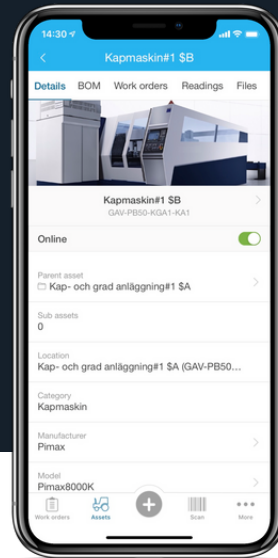 14:30
Kapmaskin#1 $B
Details BOM Work orders Readings Files
Kapmaskin#1 $B
GAV-PB50-KGA1-KA1
Online
Parent asset
Kap- och grad anläggning#1 $A
Sub assets
0
Location
Kap- och grad anläggning#1 $A (GAV-PB50...
Category
Kapmaskin
Manufacturer
Pimax
Model
Pimax8000K
Work orders Assets Scan More